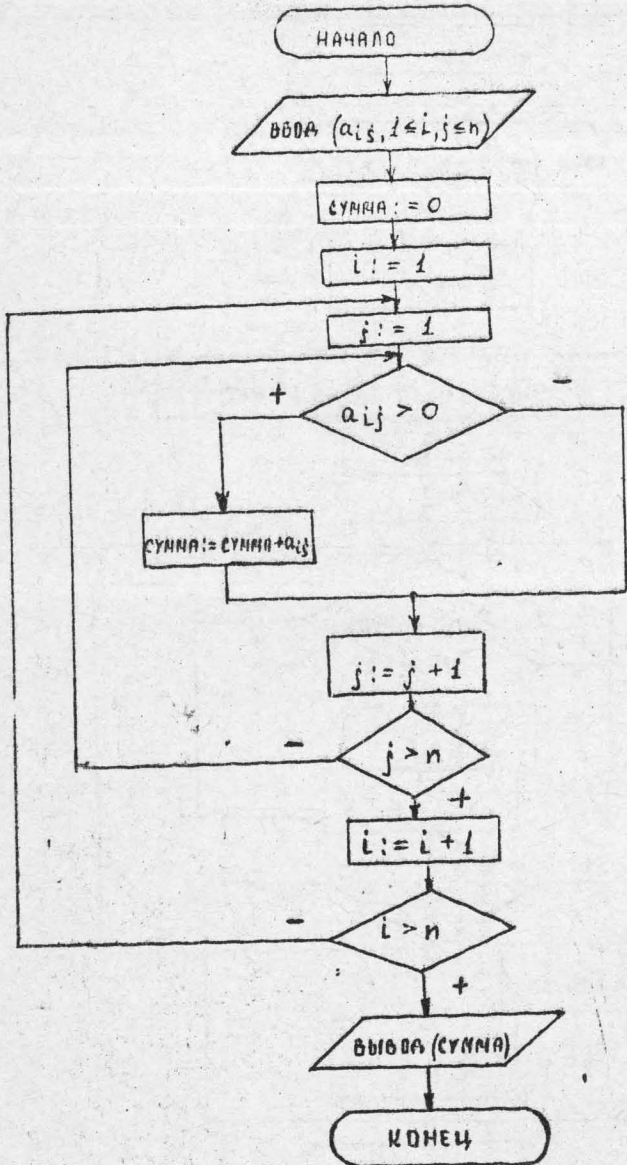 НАЧАЛО
ВВОД (aij, 1≤i,j≤n)
СУММА := 0
i := 1
j := 1
+
−
aij > 0
СУММА := СУММА+aij
j := j + 1
−
j > n
+
i := i + 1
−
i > n
+
ВЫВОД (СУММА)
КОНЕЦ